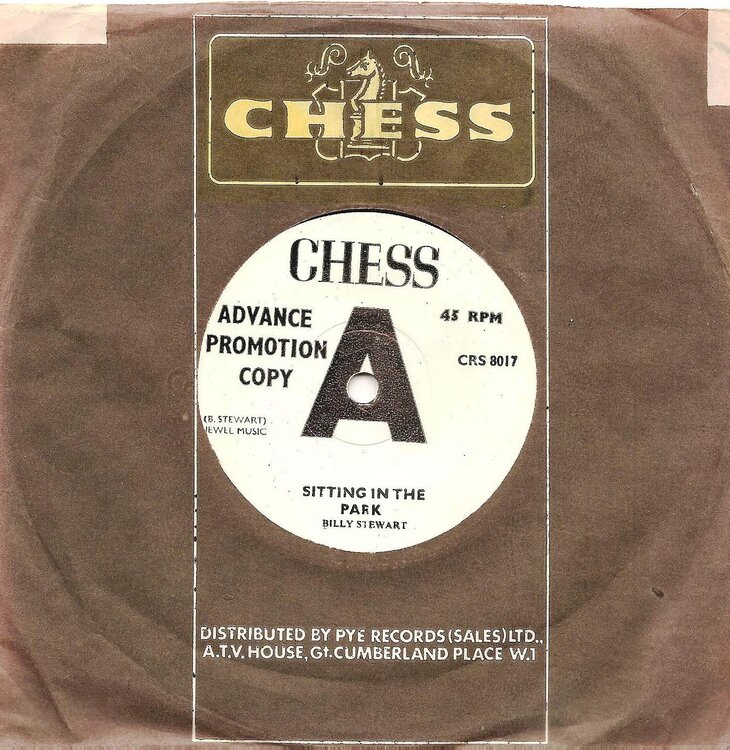 CHESS
CHESS
ADVANCE
PROMOTION
COPY
A
45 RPM
CRS 8017
(B. STEWART)
JEWEL MUSIC
SITTING IN THE
PARK
BILLY STEWART
DISTRIBUTED BY PYE RECORDS (SALES) LTD.,
A.T.V. HOUSE, Gt. CUMBERLAND PLACE W.1